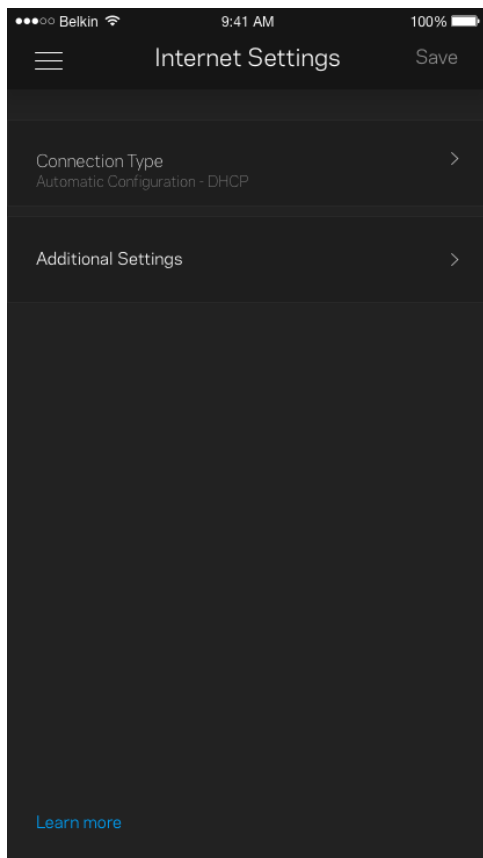 Belkin 9:41 AM 100%
Internet Settings Save
Connection Type
Automatic Configuration - DHCP
Additional Settings
Learn more